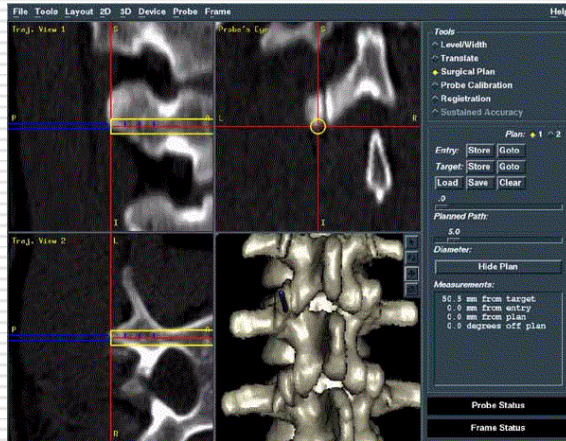 File Tools Layout 2D 3D Device Probe Frame Help
Traj. View 1
S
P
A
I
Probe's Eye
S
L
R
I
Traj. View 2
L
P
A
R
Tools
Level/Width
Translate
Surgical Plan
Probe Calibration
Registration
Sustained Accuracy
Plan: 1 2
Entry: Store Goto
Target: Store Goto
Load Save Clear
.0
Planned Path:
5.0
Diameter:
Hide Plan
Measurements:
50.5 mm from target
0.0 mm from entry
0.0 mm from plan
0.0 degrees off plan
Probe Status
Frame Status